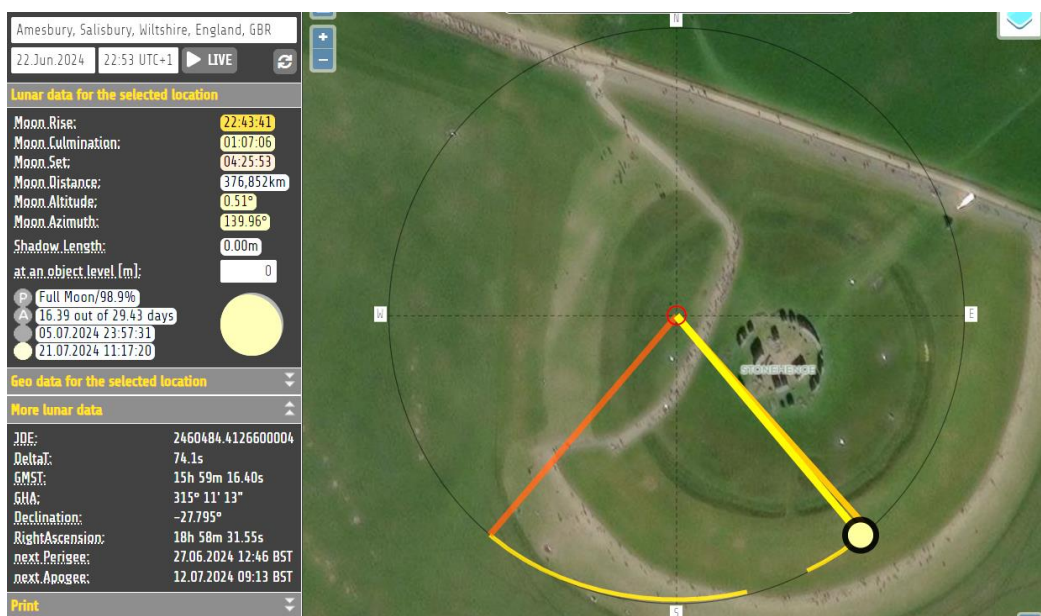 Amesbury, Salisbury, Wiltshire, England, GBR
22.Jun.2024 22:53 UTC+1 LIVE
Lunar data for the selected location
Moon Rise: 22:43:41
Moon Culmination: 01:07:06
Moon Set: 04:25:53
Moon Distance: 376,852km
Moon Altitude: 0.51°
Moon Azimuth: 139.96°
Shadow Length: 0.00m
at an object level [m]: 0
P Full Moon/98.9%
A 16.39 out of 29.43 days
05.07.2024 23:57:31
21.07.2024 11:17:20
Geo data for the selected location
More lunar data
JDE: 2460484.4126600004
DeltaT: 74.1s
GMST: 15h 59m 16.40s
GHA: 315° 11' 13"
Declination: -27.795°
RightAscension: 18h 58m 31.55s
next Perigee: 27.06.2024 12:46 BST
next Apogee: 12.07.2024 09:13 BST
Print
+
−
N
W
E
STONEHENGE
S